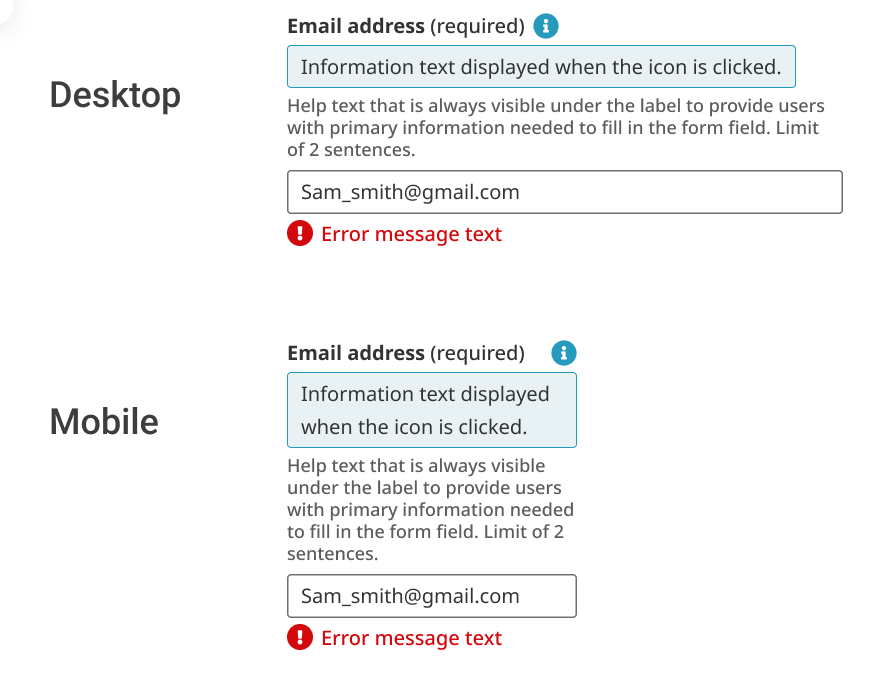 Email address (required)
Information text displayed when the icon is clicked.
Desktop
Help text that is always visible under the label to provide users
with primary information needed to fill in the form field. Limit
of 2 sentences.
Sam_smith@gmail.com
Error message text
Email address (required)
Information text displayed
when the icon is clicked.
Mobile
Help text that is always visible
under the label to provide users
with primary information needed
to fill in the form field. Limit of 2
sentences.
Sam_smith@gmail.com
Error message text